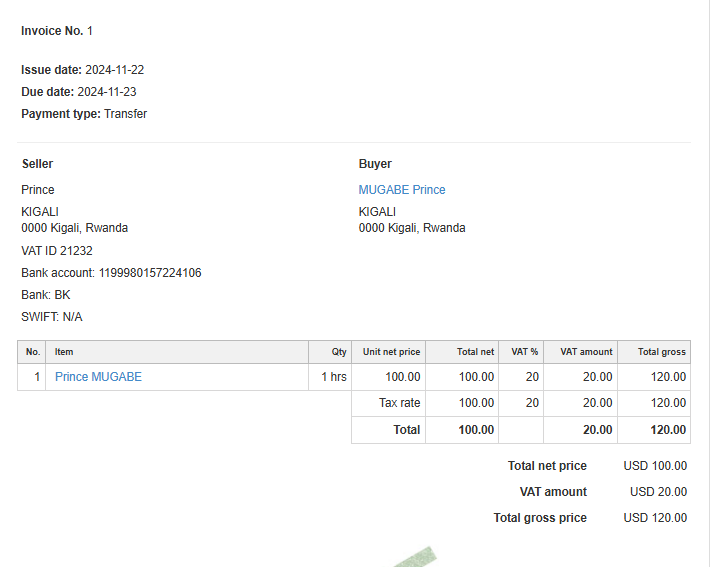 Invoice No. 1
Issue date: 2024-11-22
Due date: 2024-11-23
Payment type: Transfer
Seller
Prince
KIGALI
0000 Kigali, Rwanda
VAT ID 21232
Bank account: 1199980157224106
Bank: BK
SWIFT: N/A
Buyer
MUGABE Prince
KIGALI
0000 Kigali, Rwanda
No. Item Qty Unit net price Total net VAT % VAT amount Total gross
1 Prince MUGABE 1 hrs 100.00 100.00 20 20.00 120.00
Tax rate 100.00 20 20.00 120.00
Total 100.00 20.00 120.00
Total net price USD 100.00
VAT amount USD 20.00
Total gross price USD 120.00